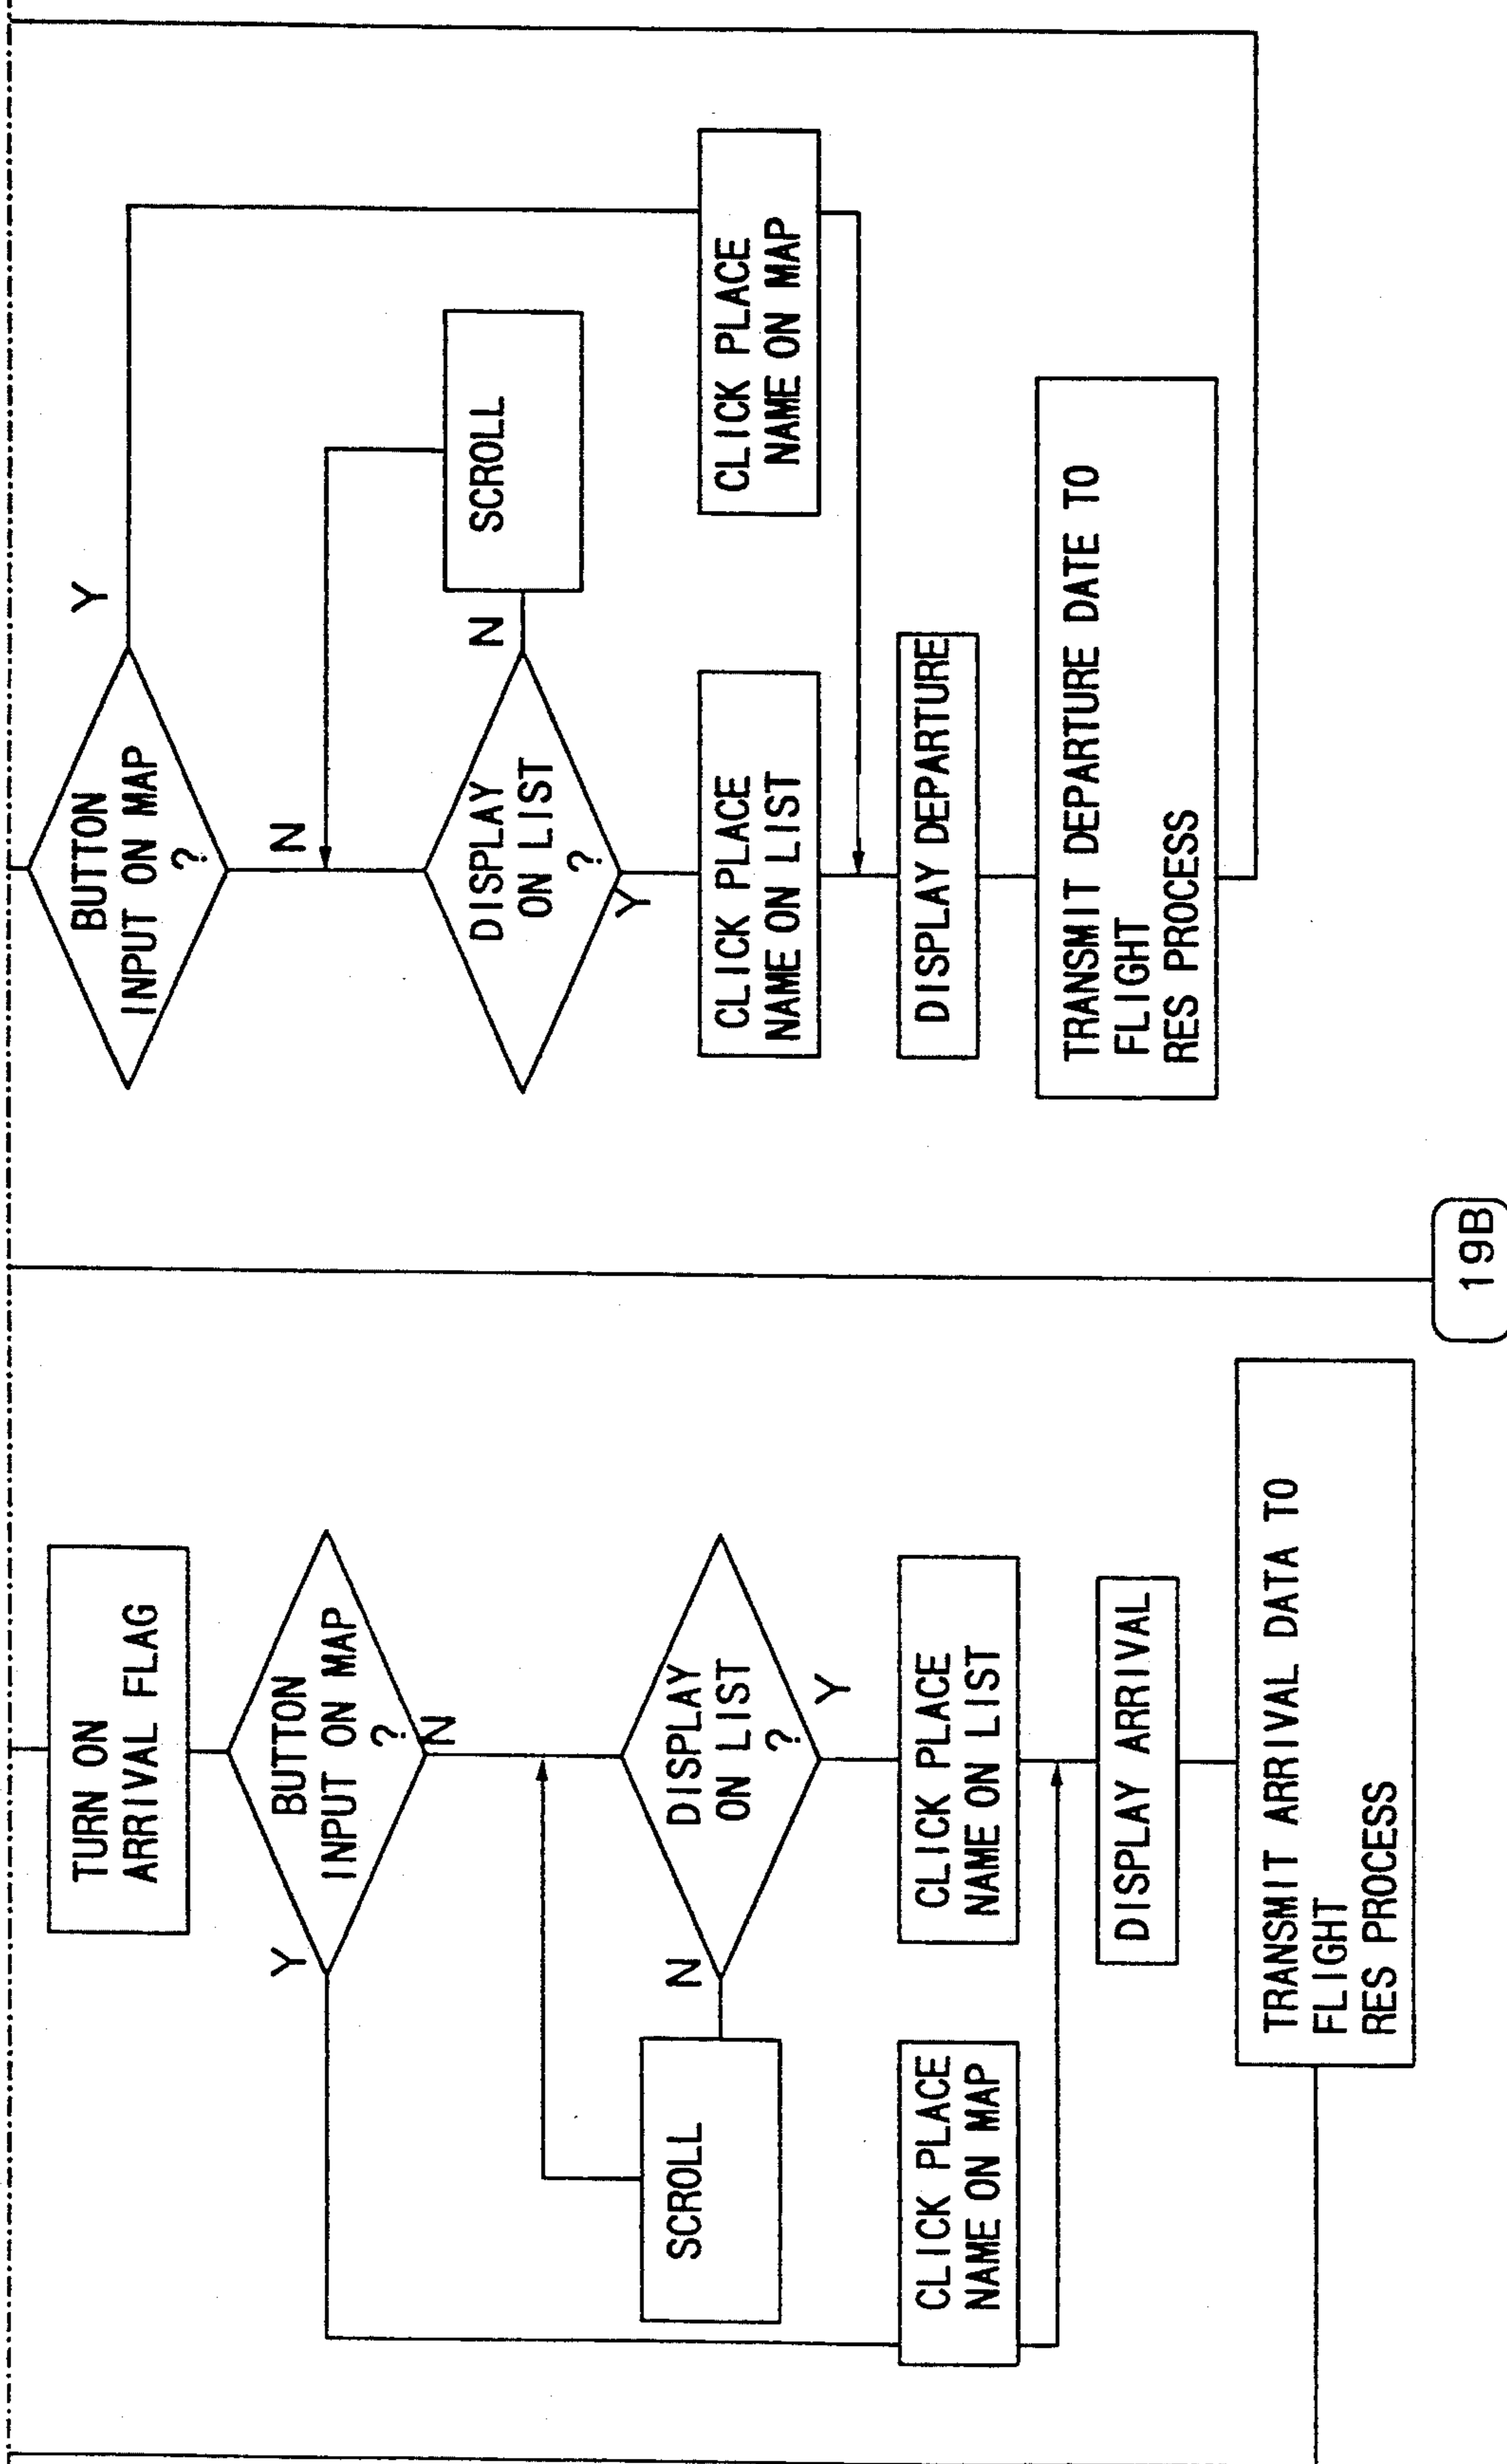 TURN ON
ARRIVAL FLAG
BUTTON
INPUT ON MAP
?
Y
N
DISPLAY
ON LIST
?
N
Y
SCROLL
CLICK PLACE
NAME ON MAP
CLICK PLACE
NAME ON LIST
DISPLAY ARRIVAL
TRANSMIT ARRIVAL DATA TO
FLIGHT
RES PROCESS
19B
BUTTON
INPUT ON MAP
?
Y
N
DISPLAY
ON LIST
?
N
Y
SCROLL
CLICK PLACE
NAME ON LIST
CLICK PLACE
NAME ON MAP
DISPLAY DEPARTURE
TRANSMIT DEPARTURE DATE TO
FLIGHT
RES PROCESS